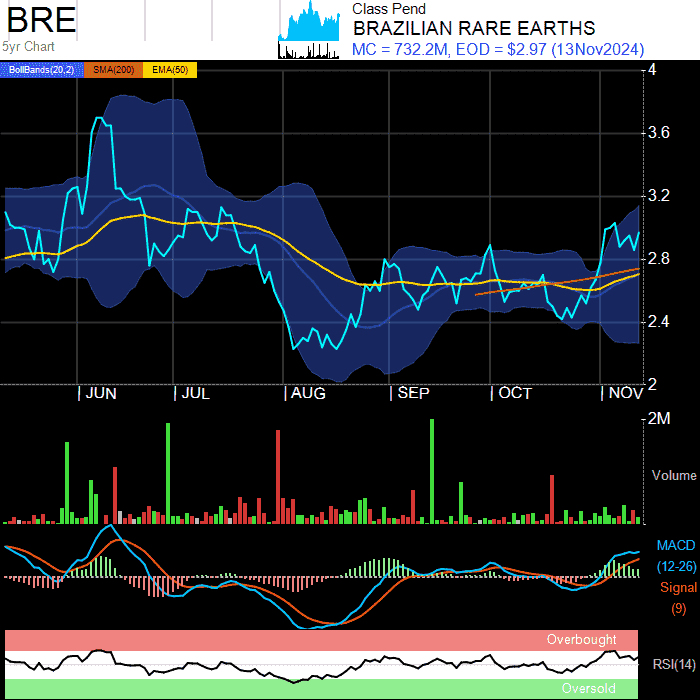 BRE
5yr Chart
Class Pend
BRAZILIAN RARE EARTHS
MC = 732.2M, EOD = $2.97 (13Nov2024)
BollBands(20,2) SMA(200) EMA(50)
4
3.6
3.2
2.8
2.4
2
JUN JUL AUG SEP OCT NOV
2M
Volume
MACD
(12-26)
Signal
(9)
Overbought
RSI(14)
Oversold